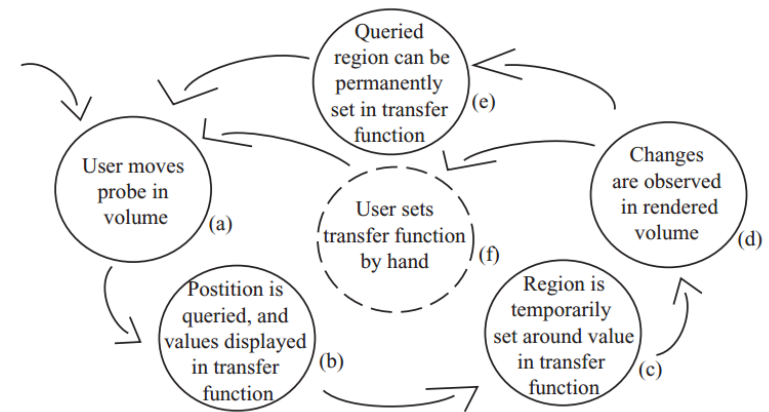 User moves
probe in
volume
(a)
Postition is
queried, and
values displayed
in transfer
function
(b)
Region is
temporarily
set around value
in transfer
function
(c)
Changes
are observed
in rendered
volume
(d)
Queried
region can be
permanently
set in transfer
function
(e)
User sets
transfer function
by hand
(f)